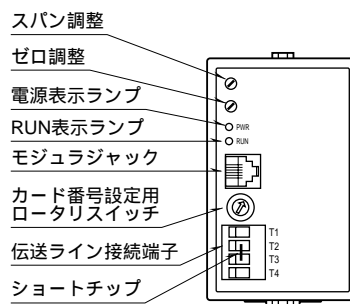 スパン調整
ゼロ調整
電源表示ランプ
RUN表示ランプ
モジュラジャック
カード番号設定用
ロータリスイッチ
伝送ライン接続端子
ショートチップ
PWR
RUN
T1
T2
T3
T4